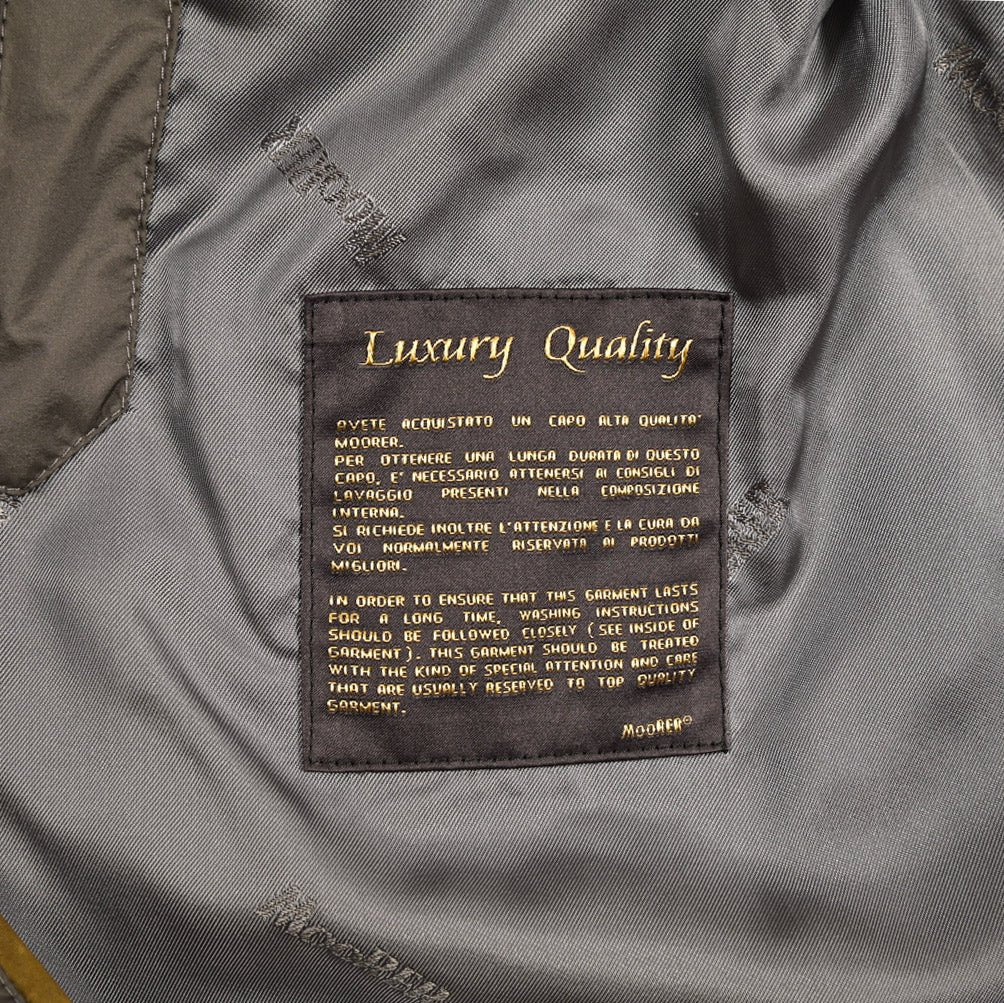 Luxury Quality
AVETE ACQUISTATO UN CAPO ALTA QUALITA'
MOORER.
PER OTTENERE UNA LUNGA DURATA DI QUESTO
CAPO, E' NECESSARIO ATTENERSI AI CONSIGLI DI
LAVAGGIO PRESENTI NELLA COMPOSIZIONE
INTERNA.
SI RICHIEDE INOLTRE L'ATTENZIONE E LA CURA DA
VOI NORMALMENTE RISERVATA AI PRODOTTI
MIGLIORI.
IN ORDER TO ENSURE THAT THIS GARMENT LASTS
FOR A LONG TIME, WASHING INSTRUCTIONS
SHOULD BE FOLLOWED CLOSELY (SEE INSIDE OF
GARMENT). THIS GARMENT SHOULD BE TREATED
WITH THE KIND OF SPECIAL ATTENTION AND CARE
THAT ARE USUALLY RESERVED TO TOP QUALITY
GARMENT.
MOORER®
MOORER